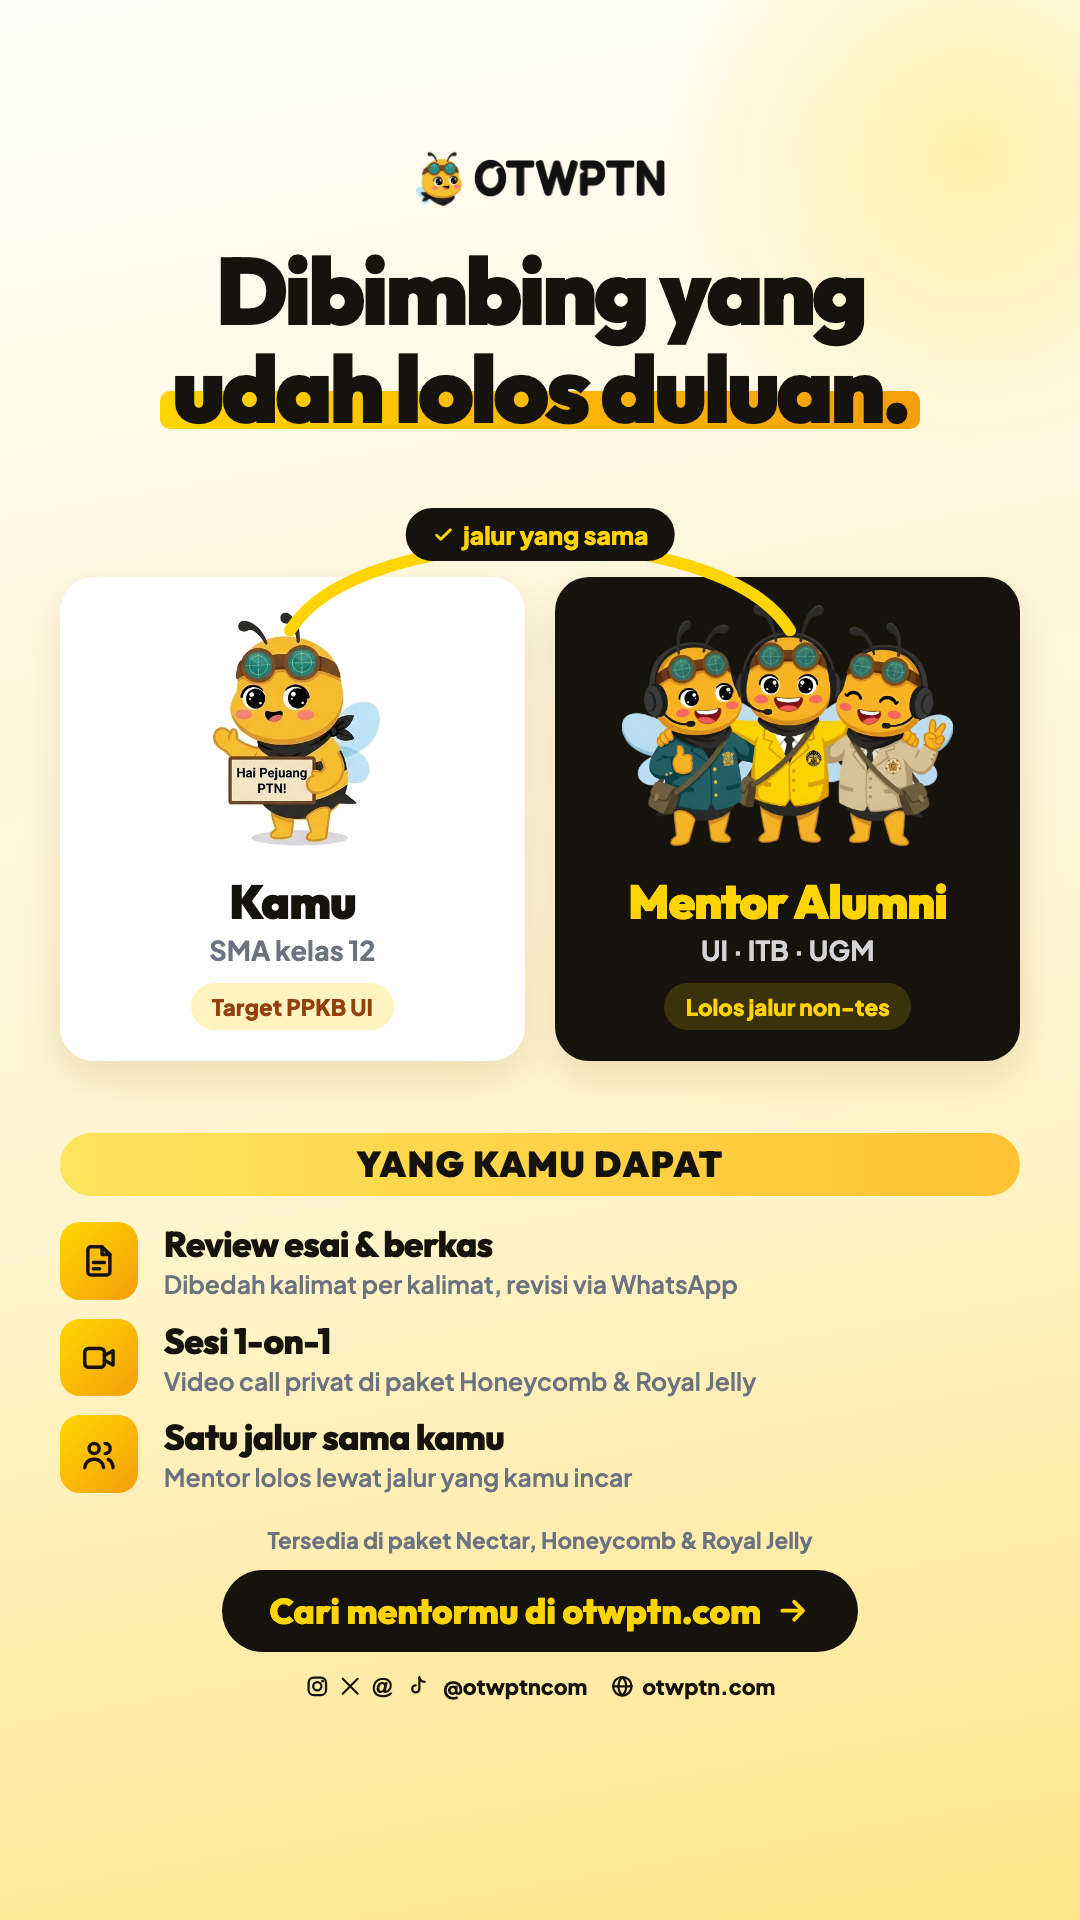 OTWPTN
Dibimbing yang
udah lolos duluan.
jalur yang sama
Hai Pejuang
PTN!
Kamu
SMA kelas 12
Target PPKB UI
Mentor Alumni
UI · ITB · UGM
Lolos jalur non-tes
YANG KAMU DAPAT
Review esai & berkas
Dibedah kalimat per kalimat, revisi via WhatsApp
Sesi 1-on-1
Video call privat di paket Honeycomb & Royal Jelly
Satu jalur sama kamu
Mentor lolos lewat jalur yang kamu incar
Tersedia di paket Nectar, Honeycomb & Royal Jelly
Cari mentormu di otwptn.com →
@otwptncom otwptn.com